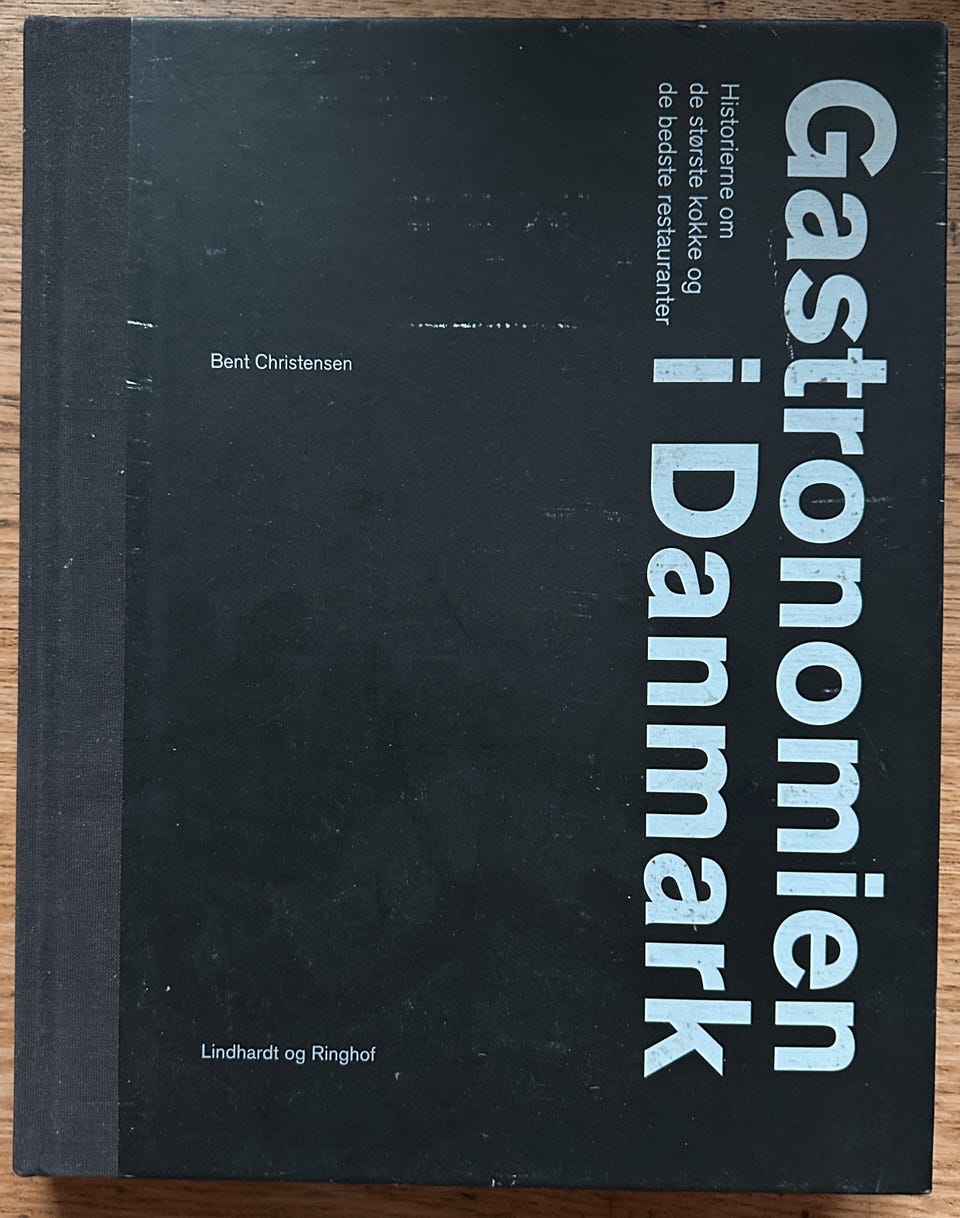 Gastronomien
i Danmark
Historierne om
de største kokke og
de bedste restauranter
Bent Christensen
Lindhardt og Ringhof